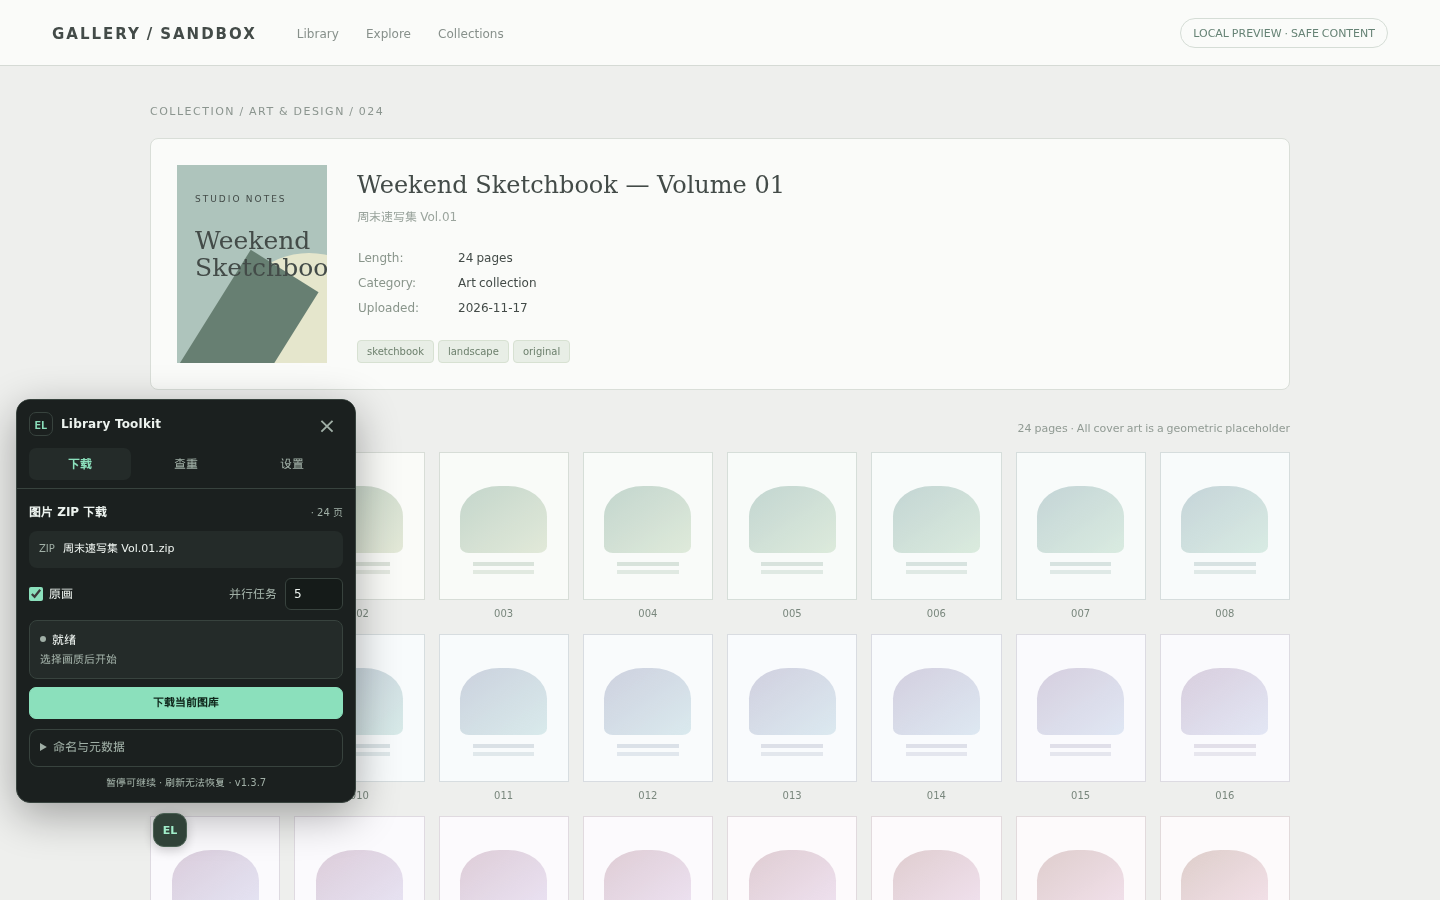 GALLERY / SANDBOX
Library
Explore
Collections
LOCAL PREVIEW · SAFE CONTENT
COLLECTION / ART & DESIGN / 024
STUDIO NOTES
Weekend
Sketchboo
Weekend Sketchbook — Volume 01
周末速写集 Vol.01
Length: 24 pages
Category: Art collection
Uploaded: 2026-11-17
sketchbook
landscape
original
24 pages · All cover art is a geometric placeholder
EL Library Toolkit
下载
查重
设置
图片 ZIP 下载
· 24 页
ZIP 周末速写集 Vol.01.zip
原画
并行任务 5
就绪
选择画质后开始
下载当前图库
命名与元数据
暂停可继续 · 刷新无法恢复 · v1.3.7
EL
02
003
004
005
006
007
008
010
011
012
013
014
015
016